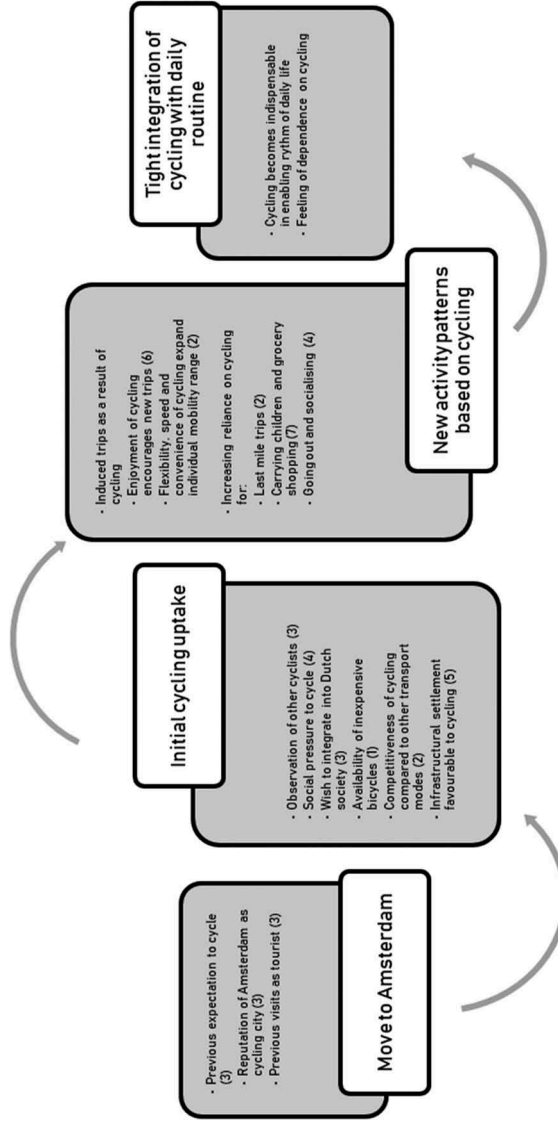 Move to Amsterdam
· Previous expectation to cycle
(3)
· Reputation of Amsterdam as
cycling city (3)
· Previous visits as tourist (3)
Initial cycling uptake
· Observation of other cyclists (3)
· Social pressure to cycle (4)
· Wish to integrate into Dutch
society (3)
· Availability of inexpensive
bicycles (1)
· Competitiveness of cycling
compared to other transport
modes (2)
· Infrastructural settlement
favourable to cycling (5)
New activity patterns
based on cycling
· Induced trips as a result of
cycling
· Enjoyment of cycling
encourages new trips (6)
· Flexibility, speed and
convenience of cycling expand
individual mobility range (2)
· Increasing reliance on cycling
for:
· Last mile trips (2)
· Carrying children and grocery
shopping (7)
· Going out and socialising (4)
Tight integration of
cycling with daily
routine
· Cycling becomes indispensable
in enabling rythm of daily life
· Feeling of dependence on cycling